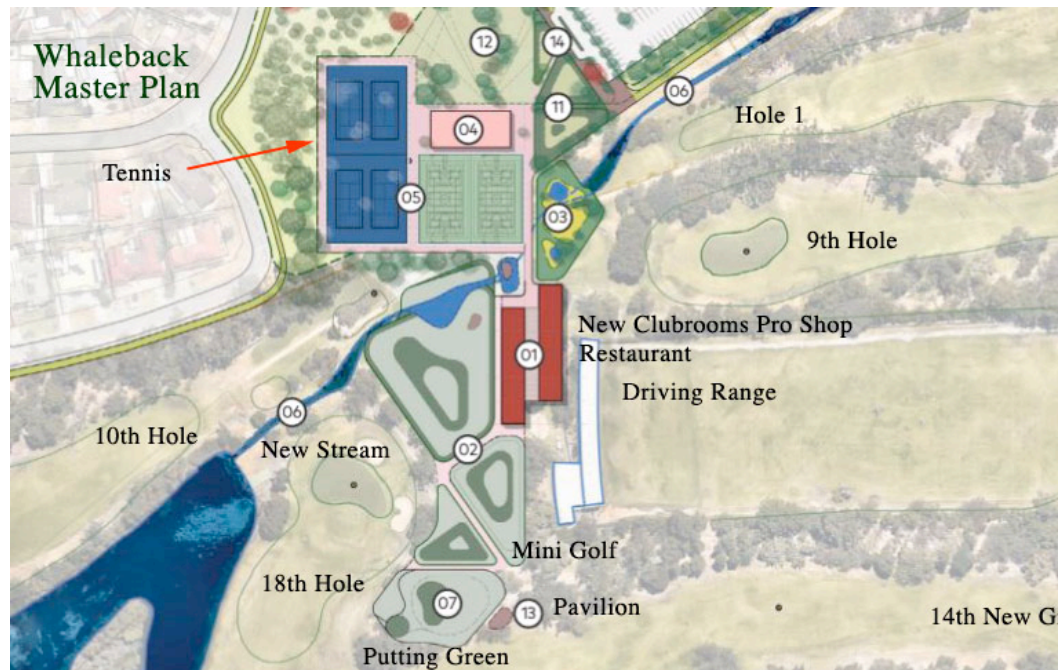 Whaleback
Master Plan
12
14
06
11
Hole 1
04
Tennis
05
03
9th Hole
New Clubrooms Pro Shop
Restaurant
01
Driving Range
06
10th Hole
New Stream
02
Mini Golf
18th Hole
07
13
Pavilion
14th New G
Putting Green